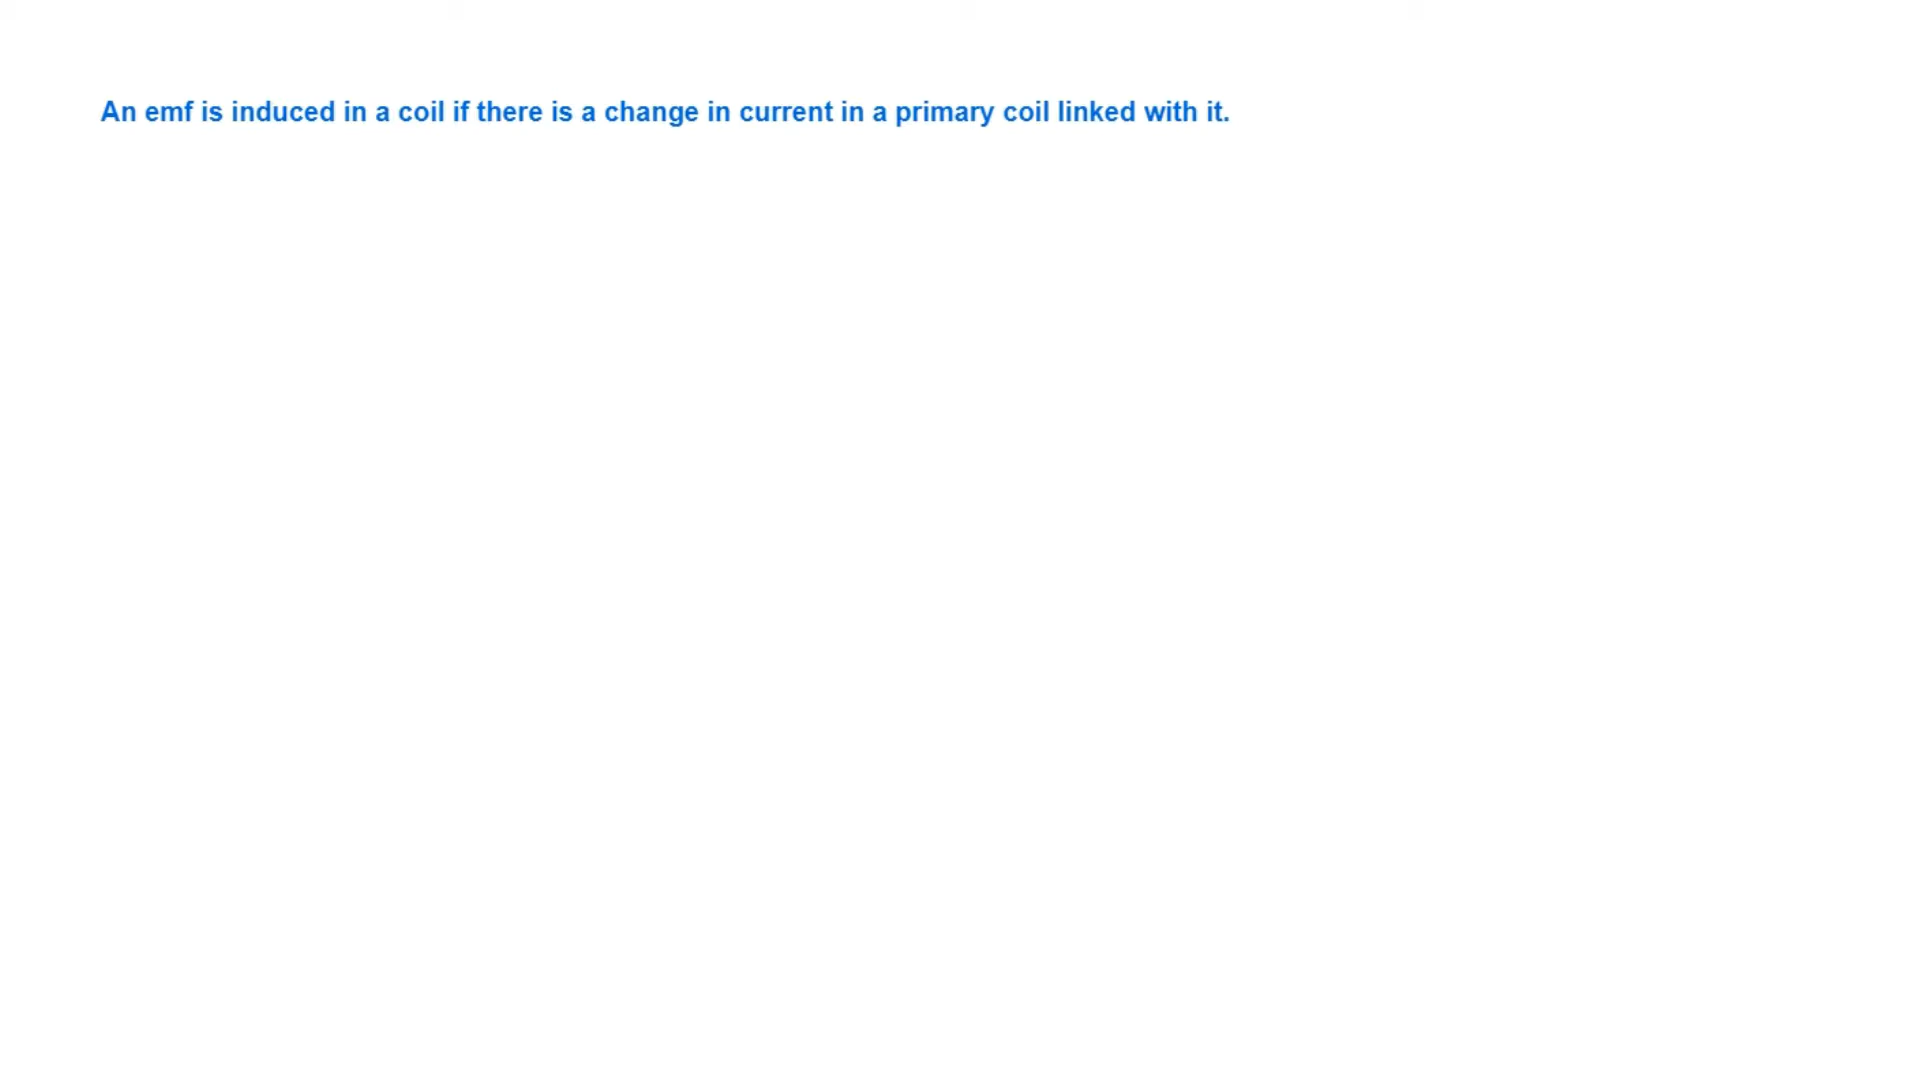 An emf is induced in a coil if there is a change in current in a primary coil linked with it.